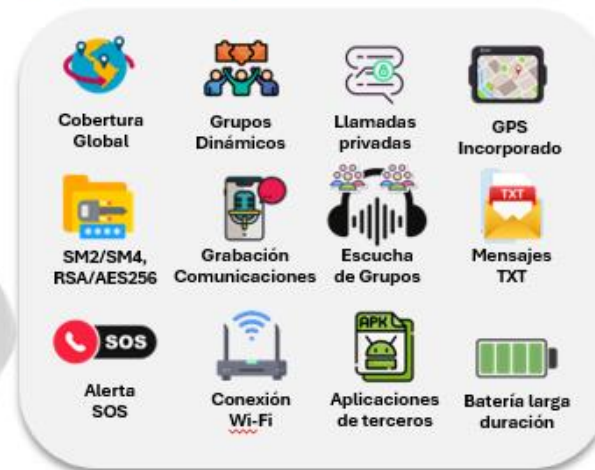 Cobertura
Global
Grupos
Dinámicos
Llamadas
privadas
GPS
Incorporado
SM2/SM4,
RSA/AES256
Grabación
Comunicaciones
Escucha
de Grupos
TXT
Mensajes
TXT
SOS
Alerta
SOS
Conexión
Wi-Fi
APK
Aplicaciones
de terceros
Batería larga
duración